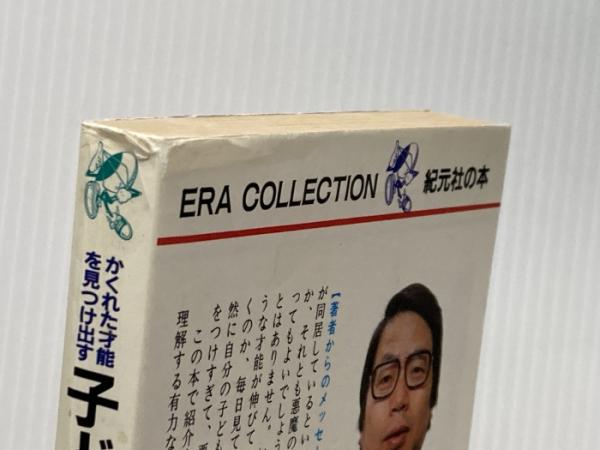 ERA COLLECTION 紀元社の本
【著者からのメッセー
が同居しているとい
か、それとも悪魔の
ってもよいでしょう
とはありません。
うな才能が伸びて
くのか、毎日見て
然に自分の子ども
をつけすぎて、
この本で紹介
理解する有力な
かくれた才能
を見つけ出す
子ど